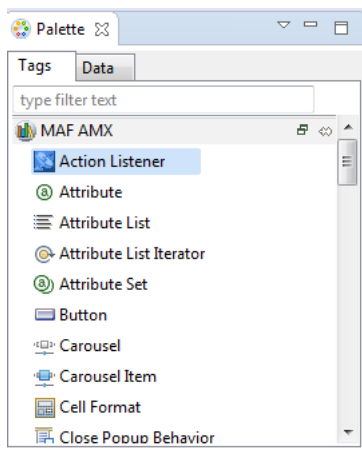 Palette
Tags Data
type filter text
MAF AMX
Action Listener
Attribute
Attribute List
Attribute List Iterator
Attribute Set
Button
Carousel
Carousel Item
Cell Format
Close Popup Behavior